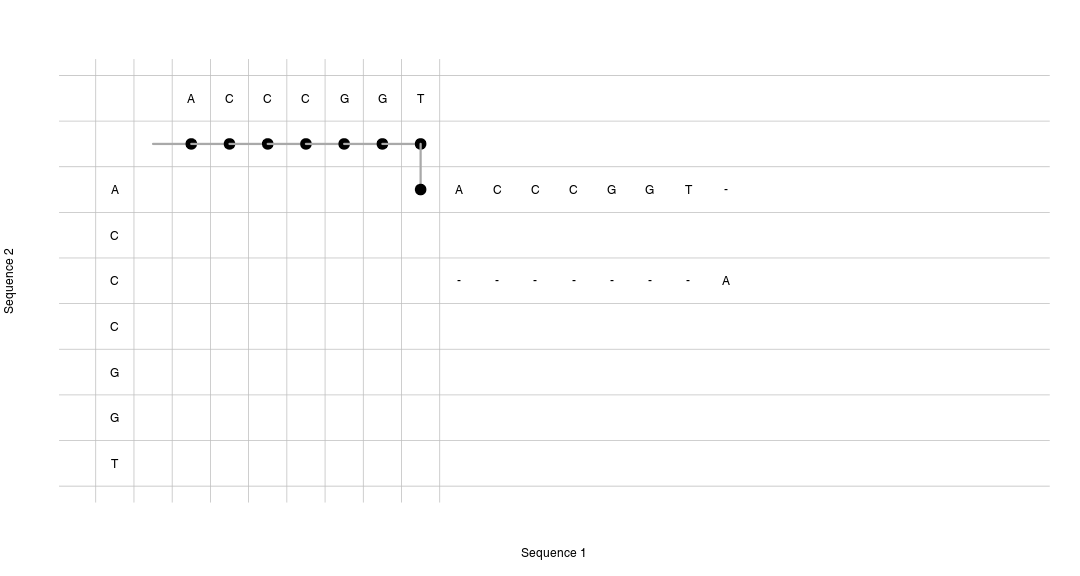 A C C C G G T
A A C C C G G T -
C
C - - - - - - - A
C
G
G
T
Sequence 2
Sequence 1